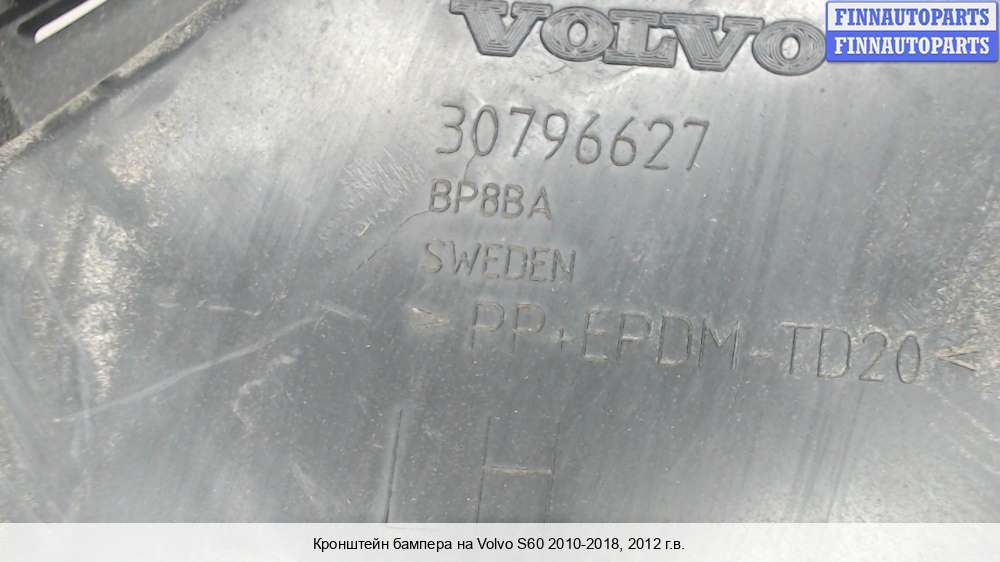 VOLVO
FINNAUTOPARTS
FINNAUTOPARTS
30796627
BP8BA
SWEDEN
> PP+EPDM-TD20 <
Кронштейн бампера на Volvo S60 2010-2018, 2012 г.в.